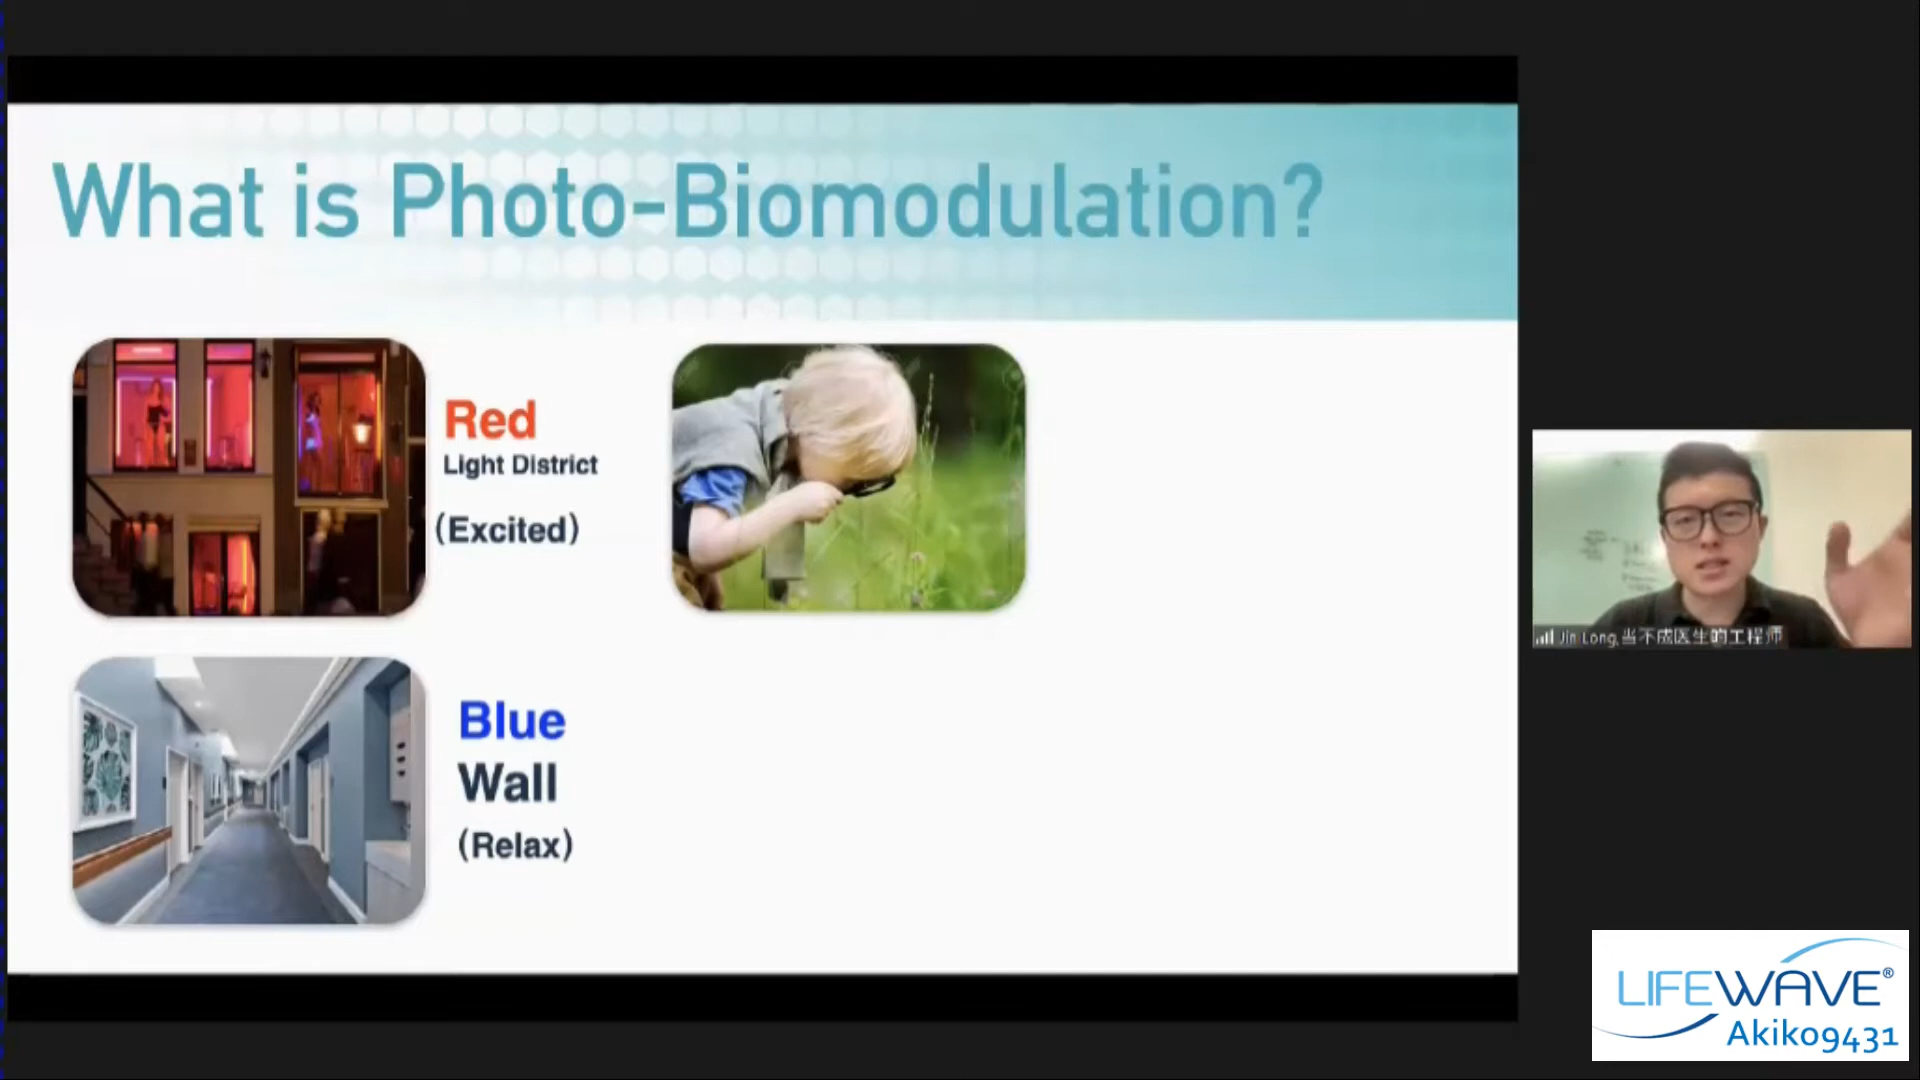 What is Photo-Biomodulation?
Red
Light District
(Excited)
Blue
Wall
(Relax)
Jin Long,当不成医生的工程师
LIFEWAVE®
Akiko9431